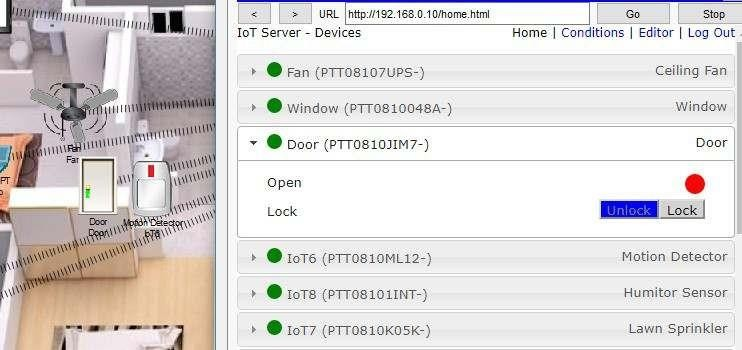 < > URL http://192.168.0.10/home.html Go Stop
IoT Server - Devices Home | Conditions | Editor | Log Out
Fan (PTT08107UPS-) Ceiling Fan
Window (PTT0810048A-) Window
Door (PTT0810JIM7-) Door
Open
Lock Unlock Lock
IoT6 (PTT0810ML12-) Motion Detector
IoT8 (PTT08101INT-) Humitor Sensor
IoT7 (PTT0810K05K-) Lawn Sprinkler
Fan
Fan
PT
Door
Door
Motion Detector
IoT6